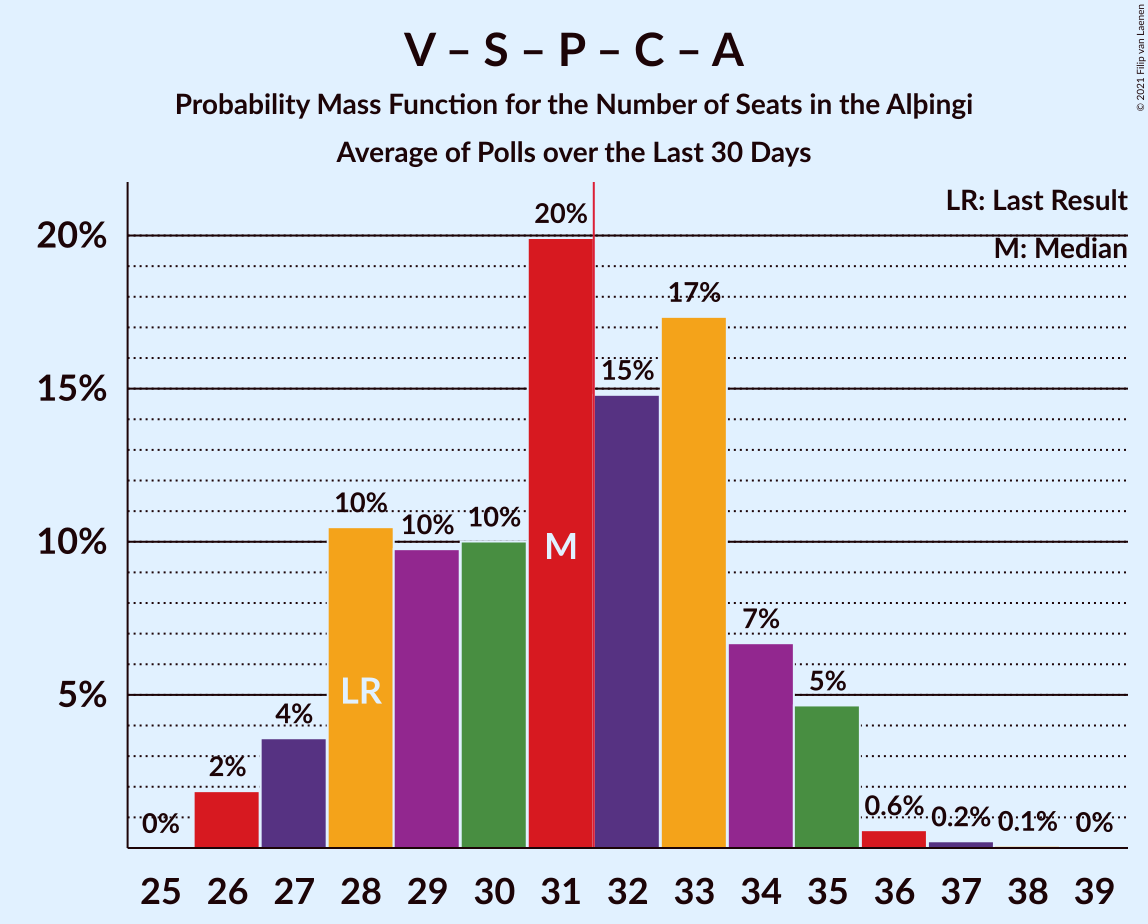 V – S – P – C – A
Probability Mass Function for the Number of Seats in the Alþingi
Average of Polls over the Last 30 Days
© 2021 Filip van Laenen
LR: Last Result
M: Median
20%
15%
10%
5%
0%
2%
4%
10%
10%
10%
20%
15%
17%
7%
5%
0.6%
0.2%
0.1%
0%
LR
M
25 26 27 28 29 30 31 32 33 34 35 36 37 38 39